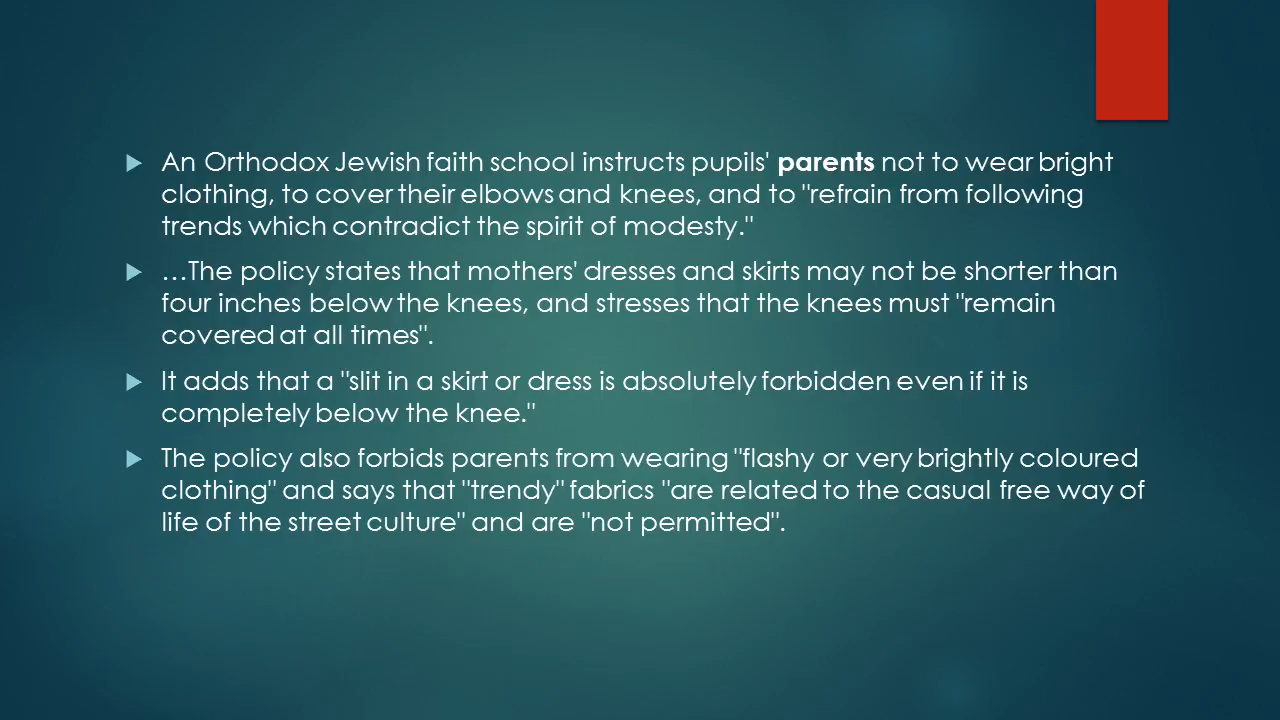 An Orthodox Jewish faith school instructs pupils' parents not to wear bright
clothing, to cover their elbows and knees, and to "refrain from following
trends which contradict the spirit of modesty."
…The policy states that mothers' dresses and skirts may not be shorter than
four inches below the knees, and stresses that the knees must "remain
covered at all times".
It adds that a "slit in a skirt or dress is absolutely forbidden even if it is
completely below the knee."
The policy also forbids parents from wearing "flashy or very brightly coloured
clothing" and says that "trendy" fabrics "are related to the casual free way of
life of the street culture" and are "not permitted".